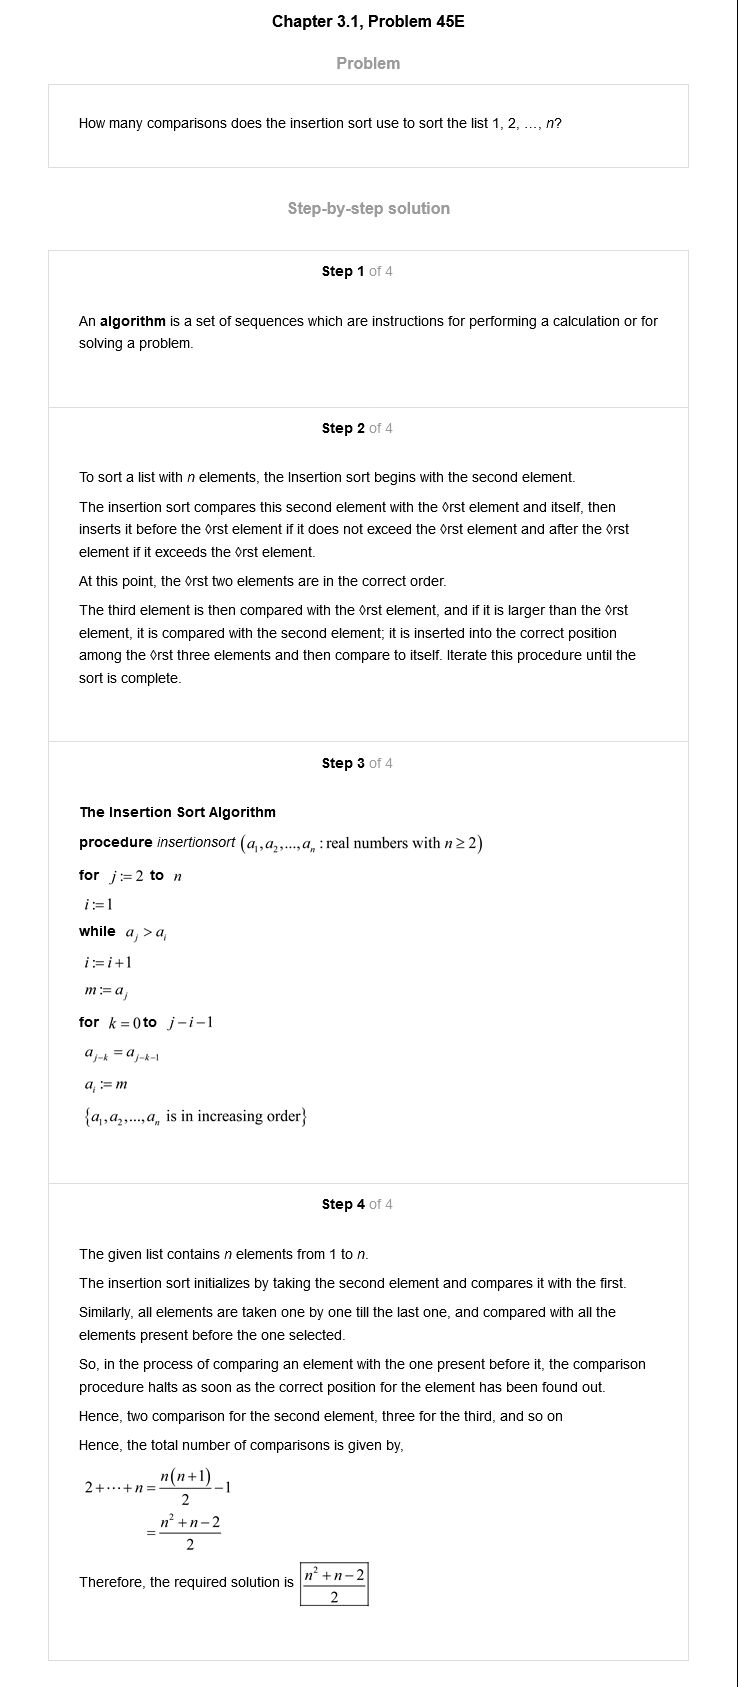 Chapter 3.1, Problem 45E
Problem
How many comparisons does the insertion sort use to sort the list 1, 2, …, n?
Step-by-step solution
Step 1 of 4
An algorithm is a set of sequences which are instructions for performing a calculation or for
solving a problem.
Step 2 of 4
To sort a list with n elements, the Insertion sort begins with the second element.
The insertion sort compares this second element with the ◊rst element and itself, then
inserts it before the ◊rst element if it does not exceed the ◊rst element and after the ◊rst
element if it exceeds the ◊rst element.
At this point, the ◊rst two elements are in the correct order.
The third element is then compared with the ◊rst element, and if it is larger than the ◊rst
element, it is compared with the second element; it is inserted into the correct position
among the ◊rst three elements and then compare to itself. Iterate this procedure until the
sort is complete.
Step 3 of 4
The Insertion Sort Algorithm
procedure insertionsort (a₁,a₂,...,aₙ : real numbers with n ≥ 2)
for j := 2 to n
i := 1
while a_j > a_i
i := i + 1
m := a_j
for k = 0 to j − i − 1
a_{j−k} = a_{j−k−1}
a_i := m
{a₁,a₂,...,aₙ is in increasing order}
Step 4 of 4
The given list contains n elements from 1 to n.
The insertion sort initializes by taking the second element and compares it with the first.
Similarly, all elements are taken one by one till the last one, and compared with all the
elements present before the one selected.
So, in the process of comparing an element with the one present before it, the comparison
procedure halts as soon as the correct position for the element has been found out.
Hence, two comparison for the second element, three for the third, and so on
Hence, the total number of comparisons is given by,
2 + ⋯ + n = n(n+1)/2 − 1
= (n² + n − 2)/2
Therefore, the required solution is (n² + n − 2)/2